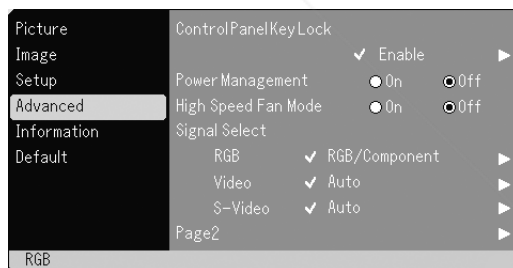 Picture
Image
Setup
Advanced
Information
Default
ControlPanelKeyLock
Enable
Power Management
On Off
High Speed Fan Mode
On Off
Signal Select
RGB RGB/Component
Video Auto
S-Video Auto
Page2
RGB